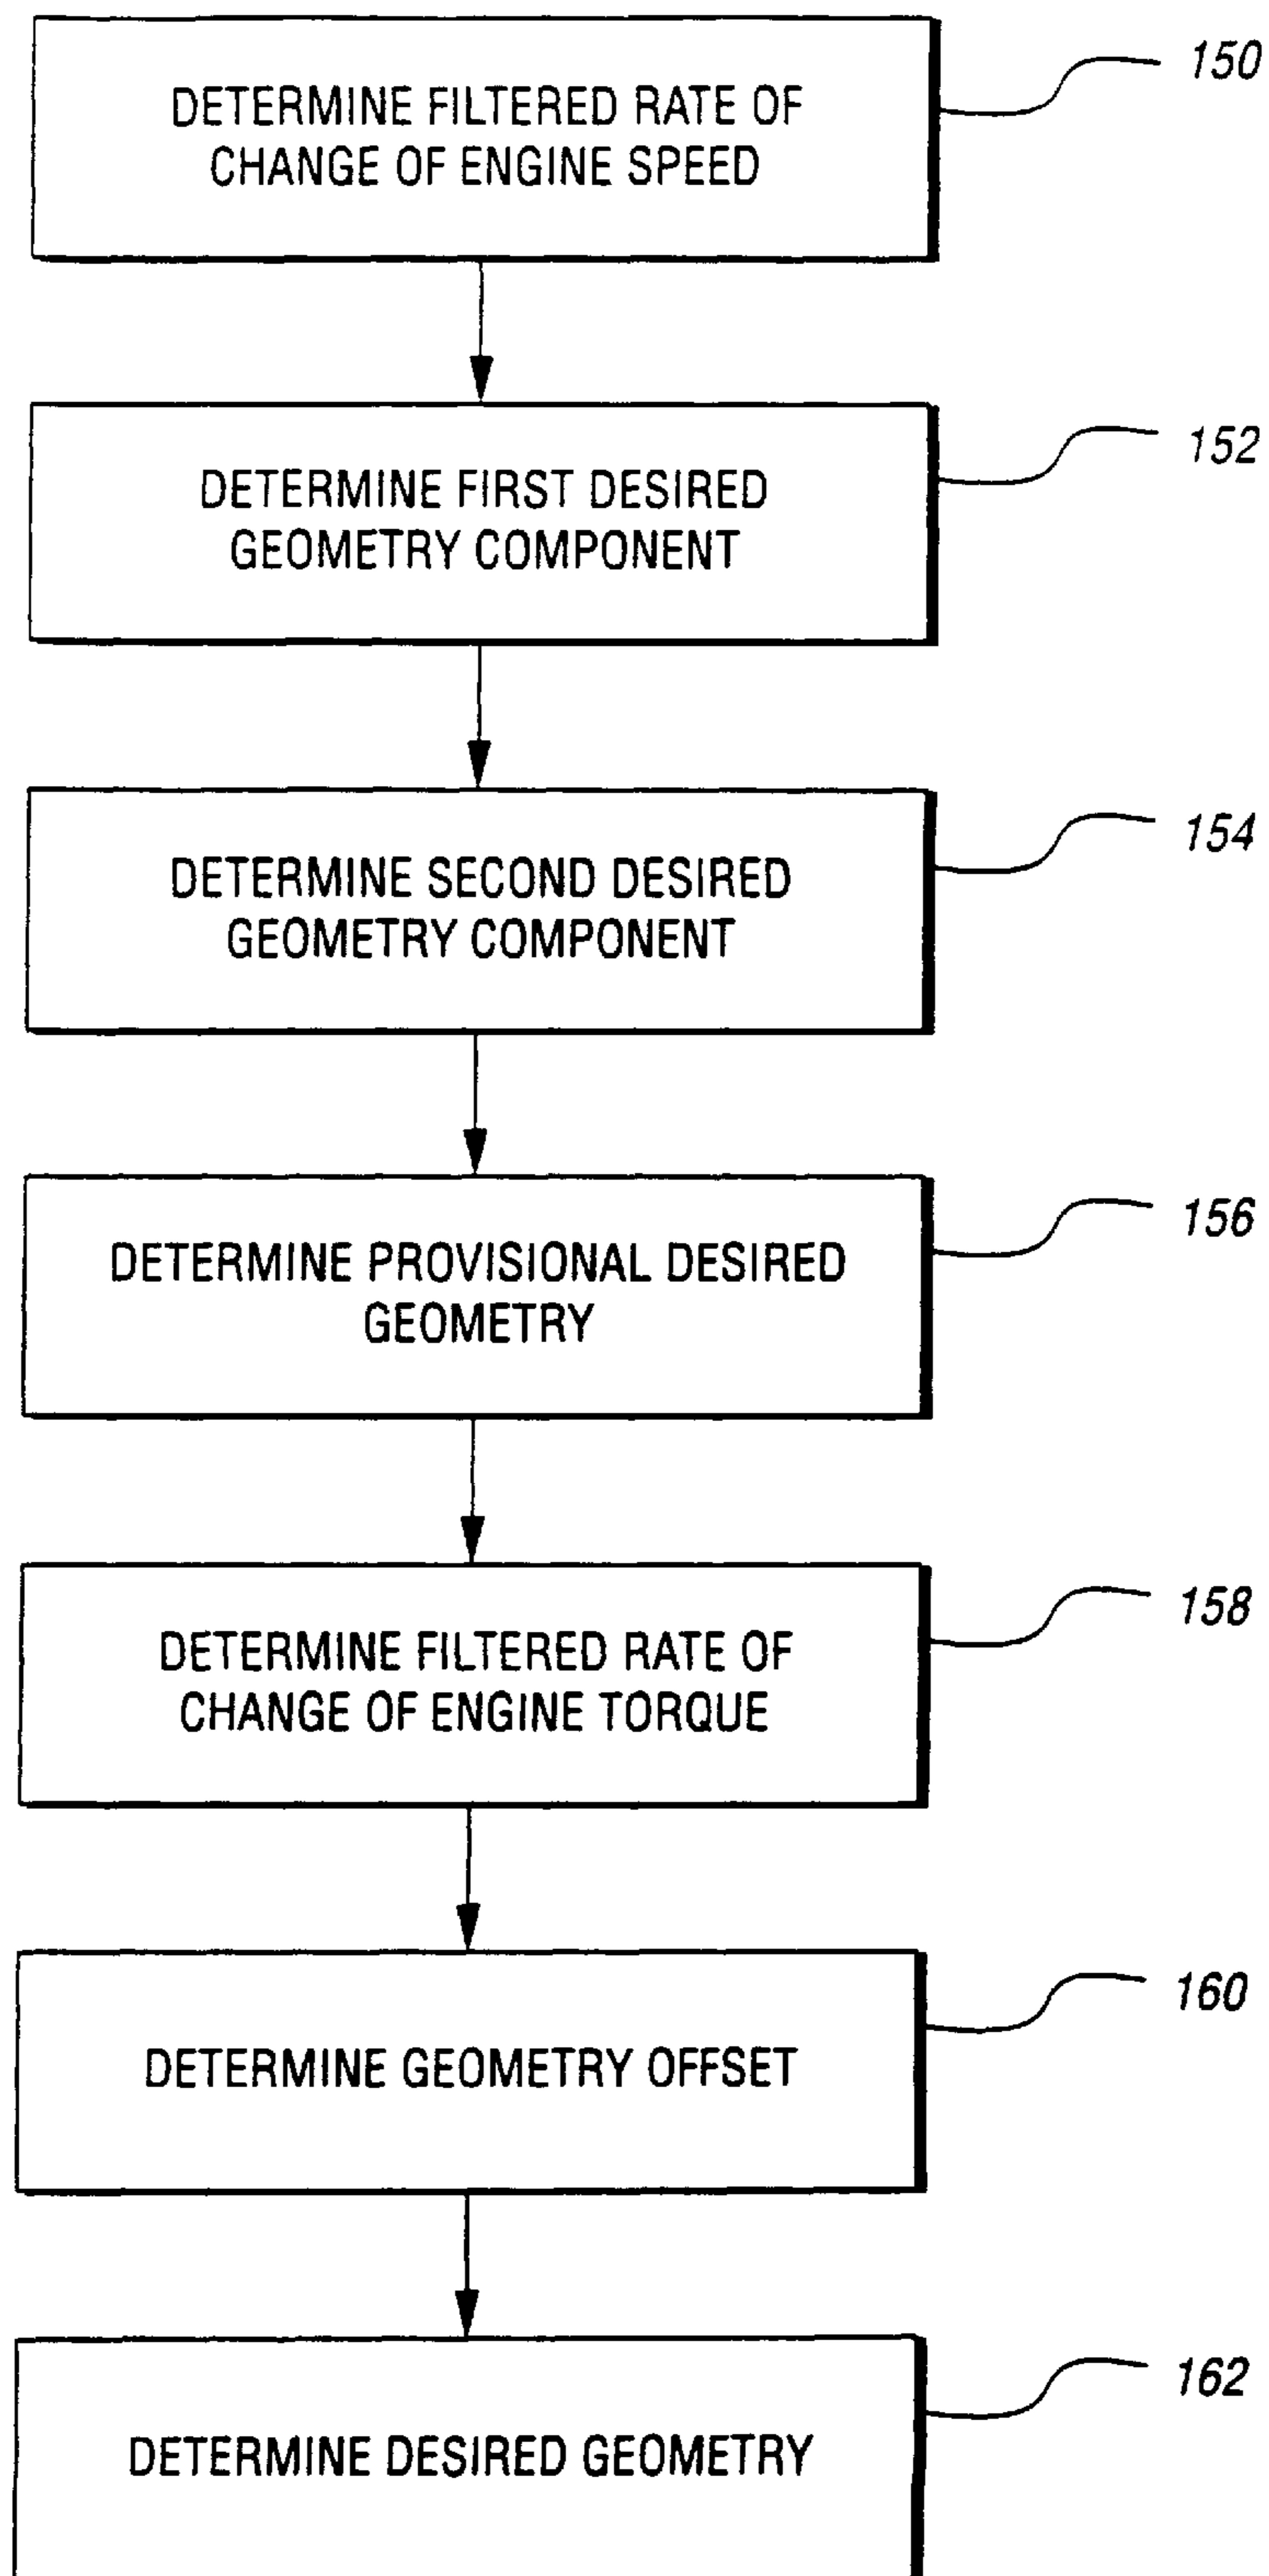 DETERMINE FILTERED RATE OF
CHANGE OF ENGINE SPEED
150
DETERMINE FIRST DESIRED
GEOMETRY COMPONENT
152
DETERMINE SECOND DESIRED
GEOMETRY COMPONENT
154
DETERMINE PROVISIONAL DESIRED
GEOMETRY
156
DETERMINE FILTERED RATE OF
CHANGE OF ENGINE TORQUE
158
DETERMINE GEOMETRY OFFSET
160
DETERMINE DESIRED GEOMETRY
162